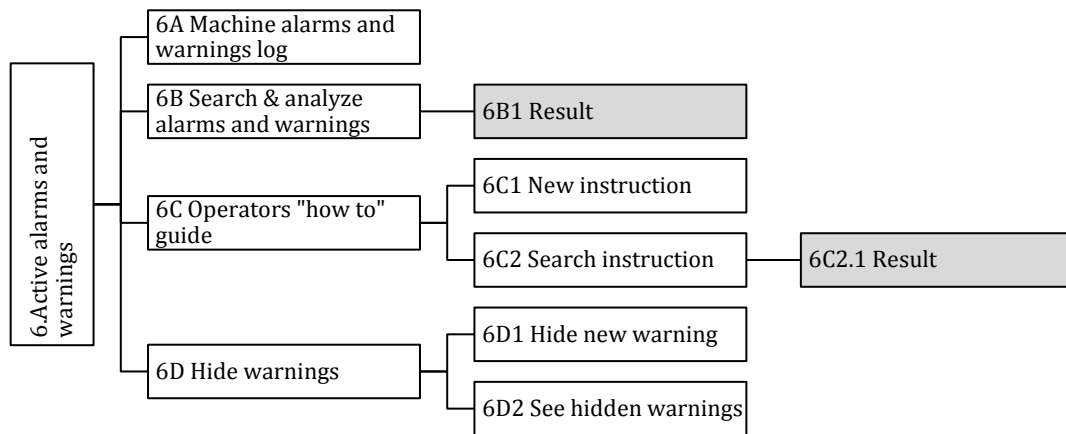 6.Active alarms and
warnings
6A Machine alarms and
warnings log
6B Search & analyze
alarms and warnings
6B1 Result
6C Operators "how to"
guide
6C1 New instruction
6C2 Search instruction
6C2.1 Result
6D Hide warnings
6D1 Hide new warning
6D2 See hidden warnings